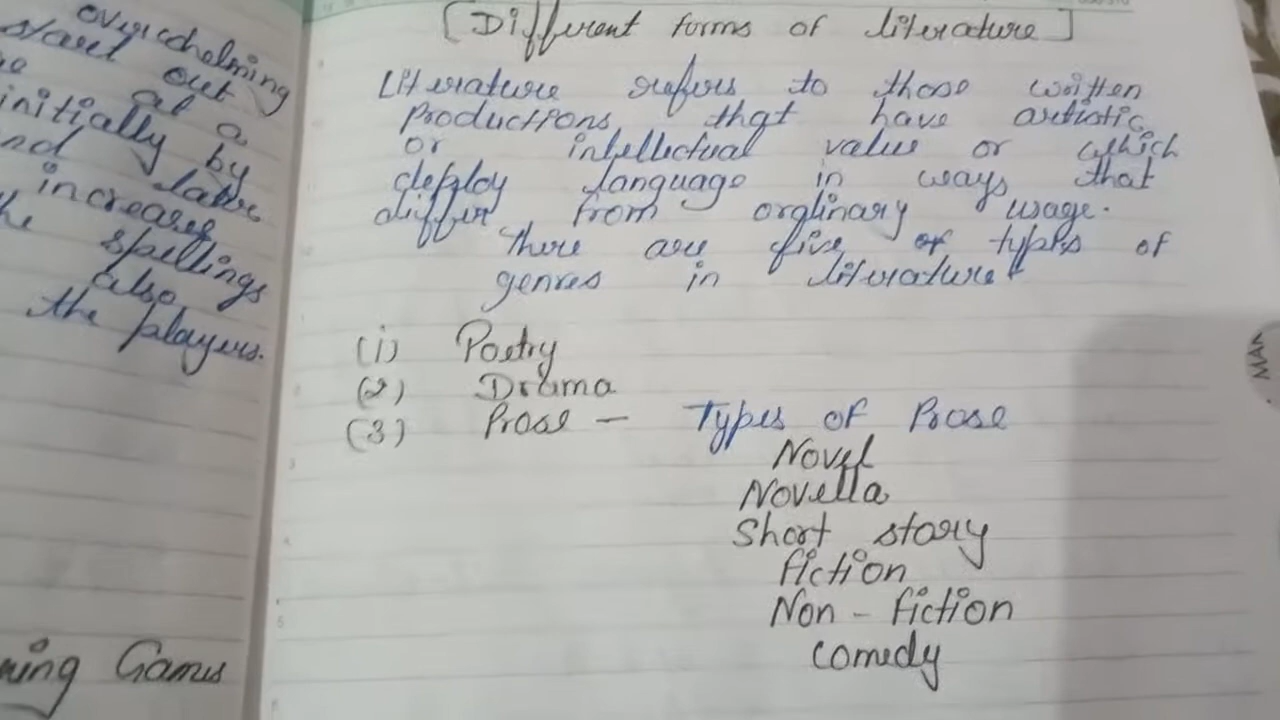 overwhelming
start out
at a
initially by
later
increases
the spellings
also
the players.
ning Games
[Different forms of literature]
Literature refers to those written
productions that have artistic
or intellectual value or which
deploy language in ways that
differ from ordinary usage.
There are five of types of
genres in literature
(1) Poetry
(2) Drama
(3) Prose - Types of Prose
Novel
Novella
Short story
fiction
Non - fiction
comedy
MAK